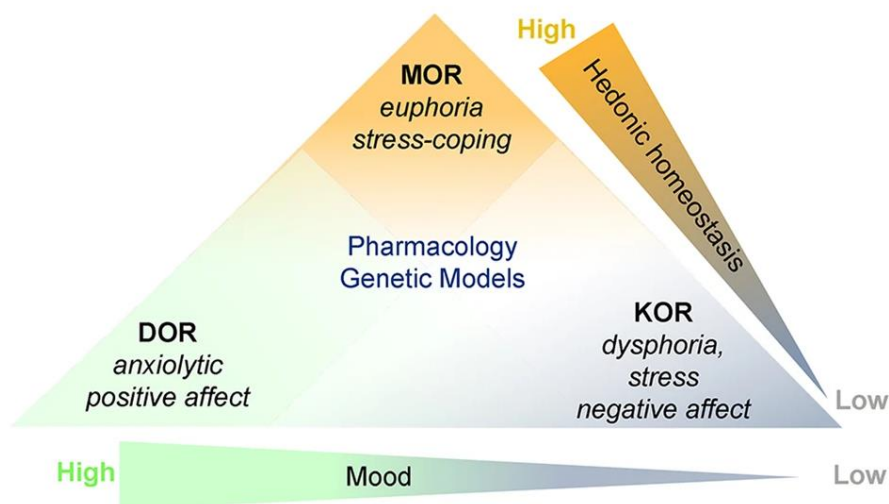 High
MOR
euphoria
stress-coping
Hedonic homeostasis
Pharmacology
Genetic Models
DOR
anxiolytic
positive affect
KOR
dysphoria,
stress
negative affect
Low
High
Mood
Low